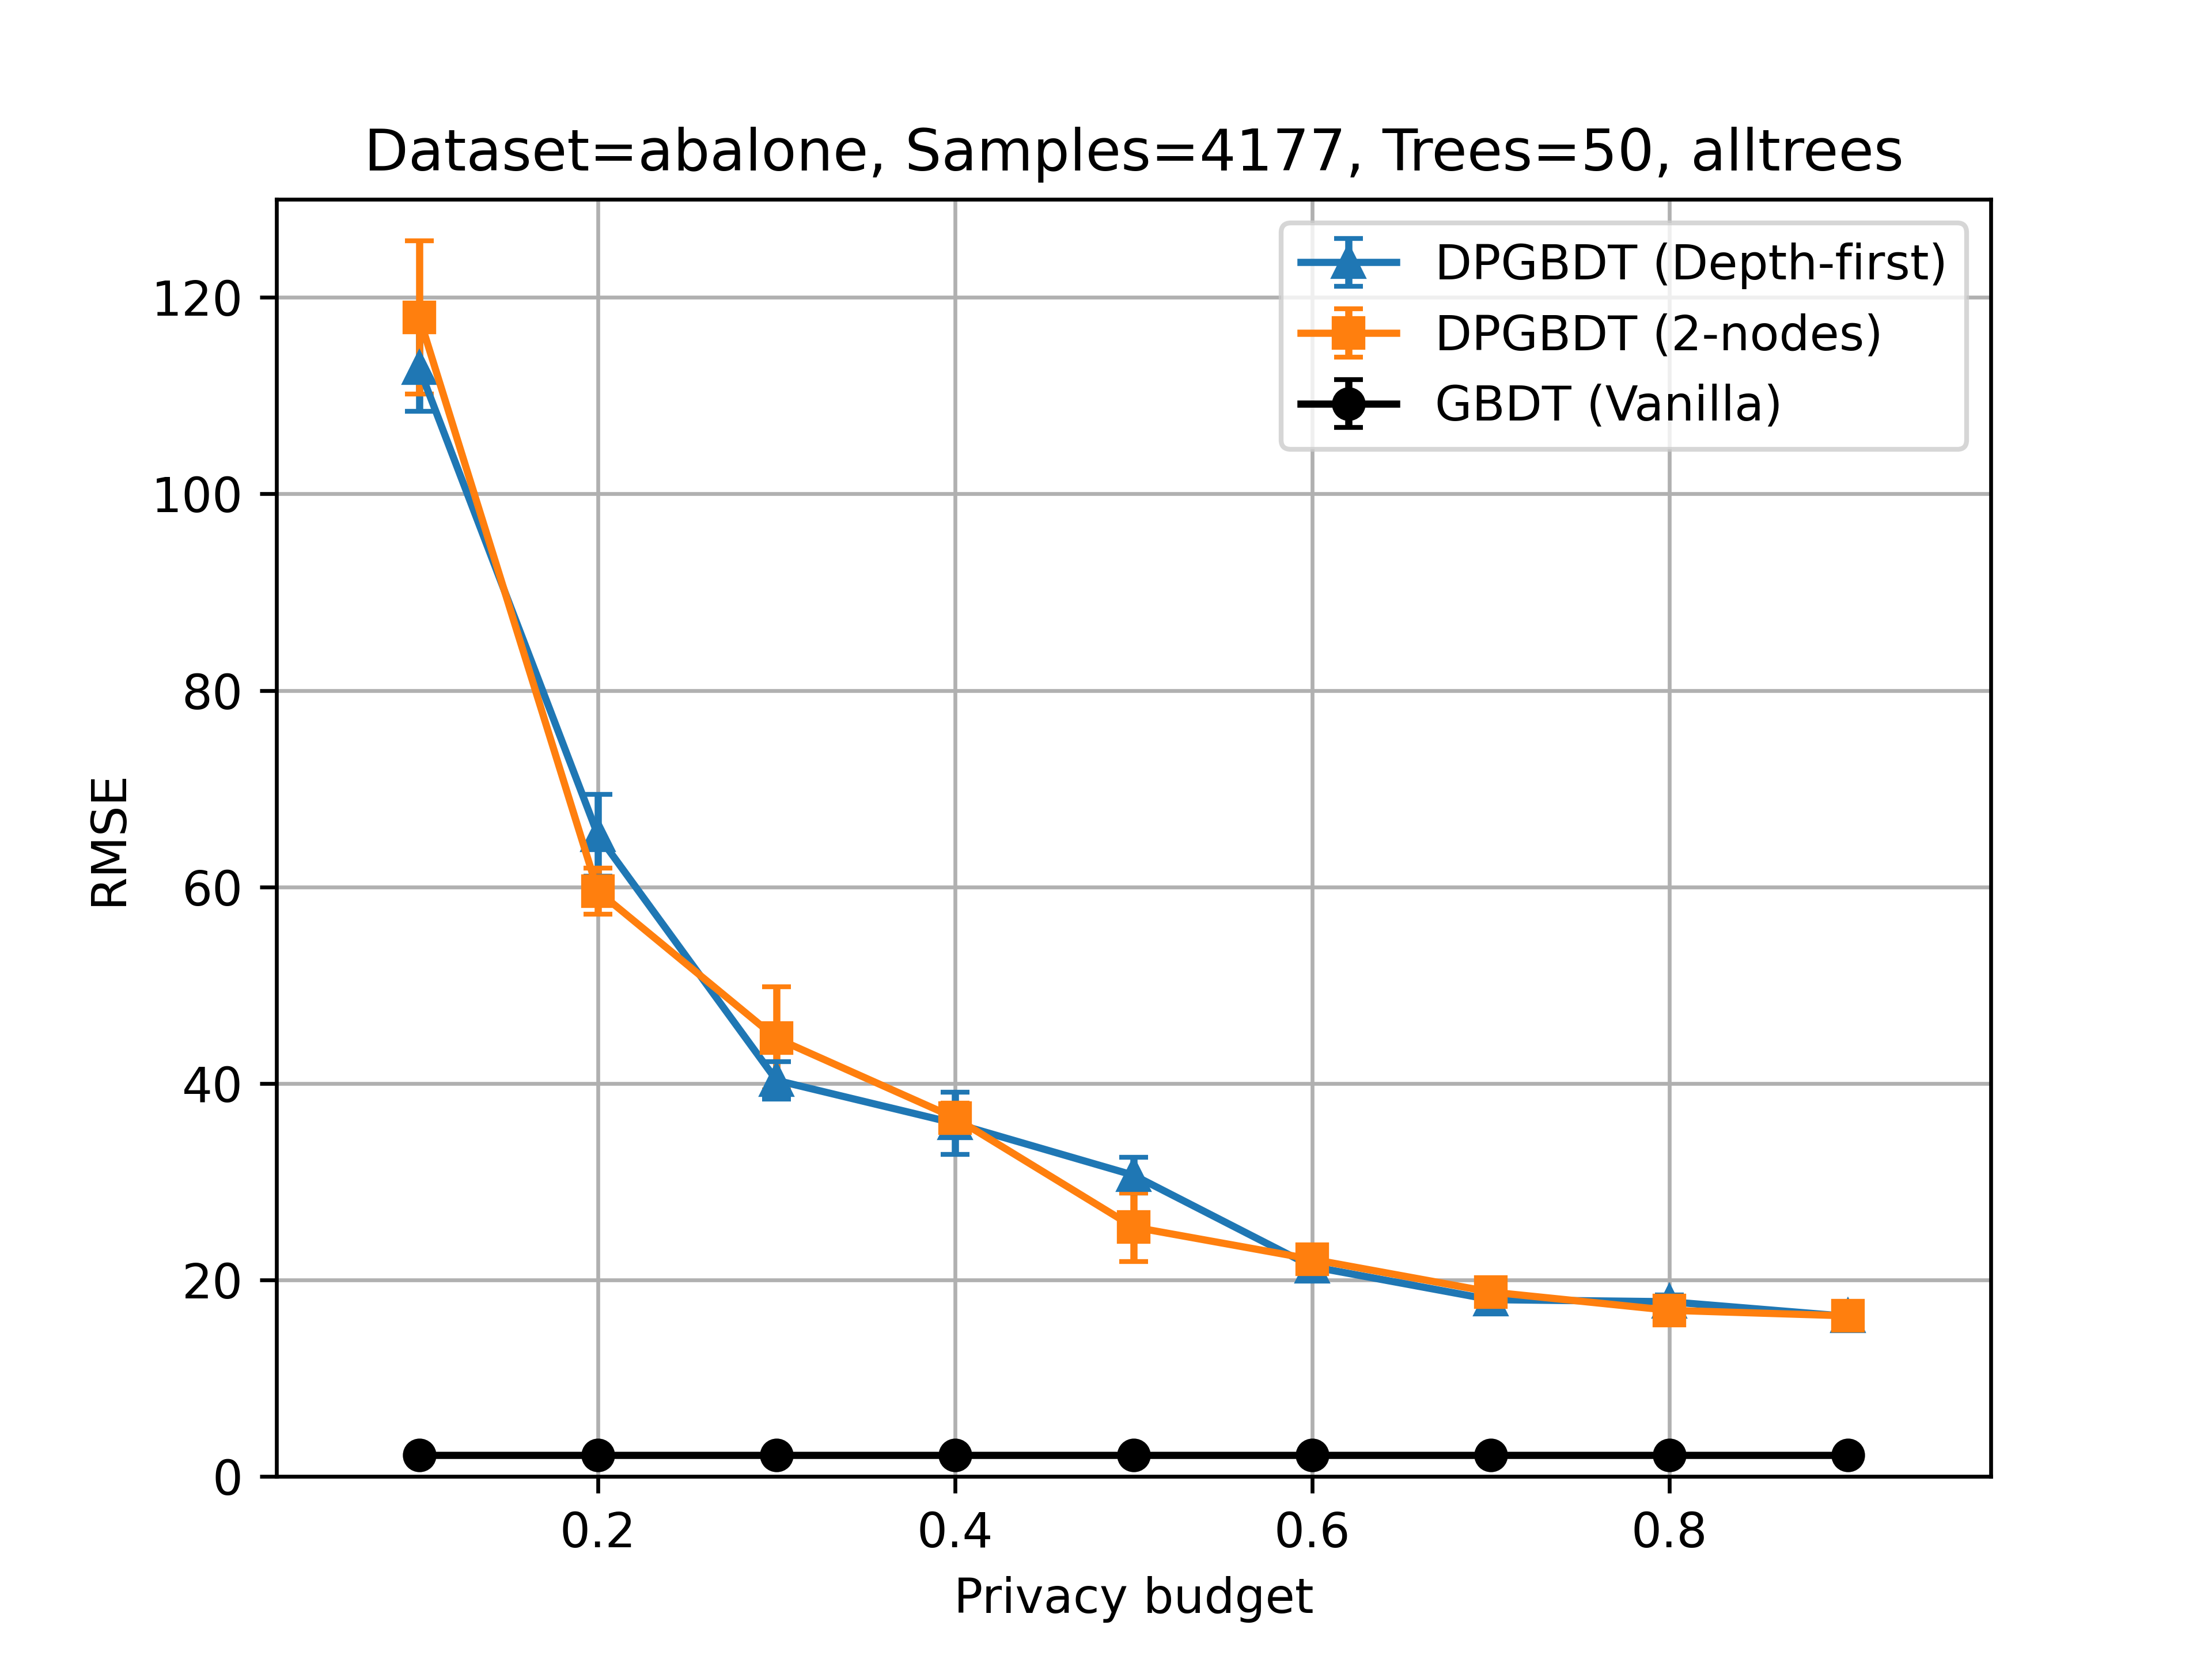 Dataset=abalone, Samples=4177, Trees=50, alltrees
DPGBDT (Depth-first)
DPGBDT (2-nodes)
GBDT (Vanilla)
120
100
80
60
40
20
0
RMSE
0.2 0.4 0.6 0.8
Privacy budget